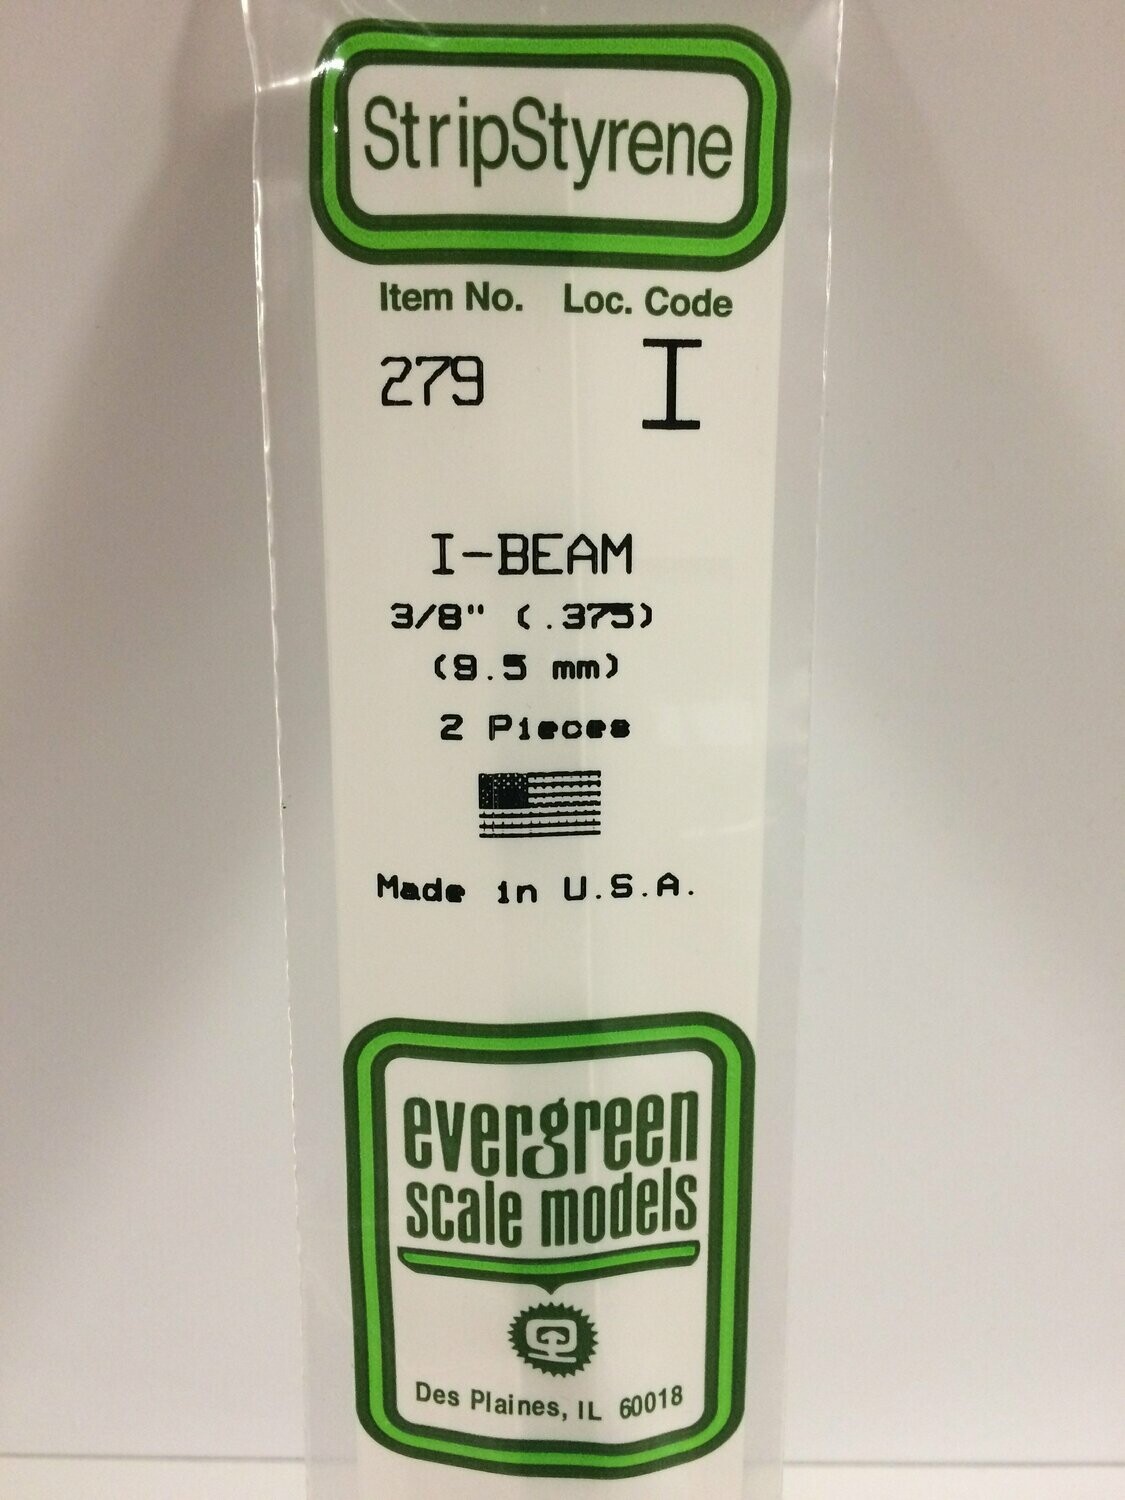 StripStyrene
Item No. Loc. Code
279 I
I-BEAM
3/8" (.375)
(9.5 mm)
2 Pieces
Made in U.S.A.
evergreen
scale models
Des Plaines, IL 60018